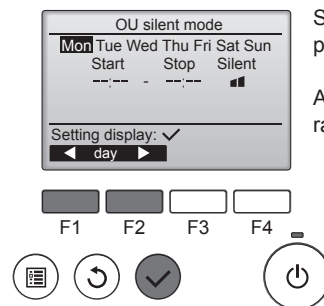 OU silent mode
Mon Tue Wed Thu Fri Sat Sun
Start Stop Silent
--:-- - --:--
Setting display:
day
F1 F2 F3 F4
S
p
A
ra